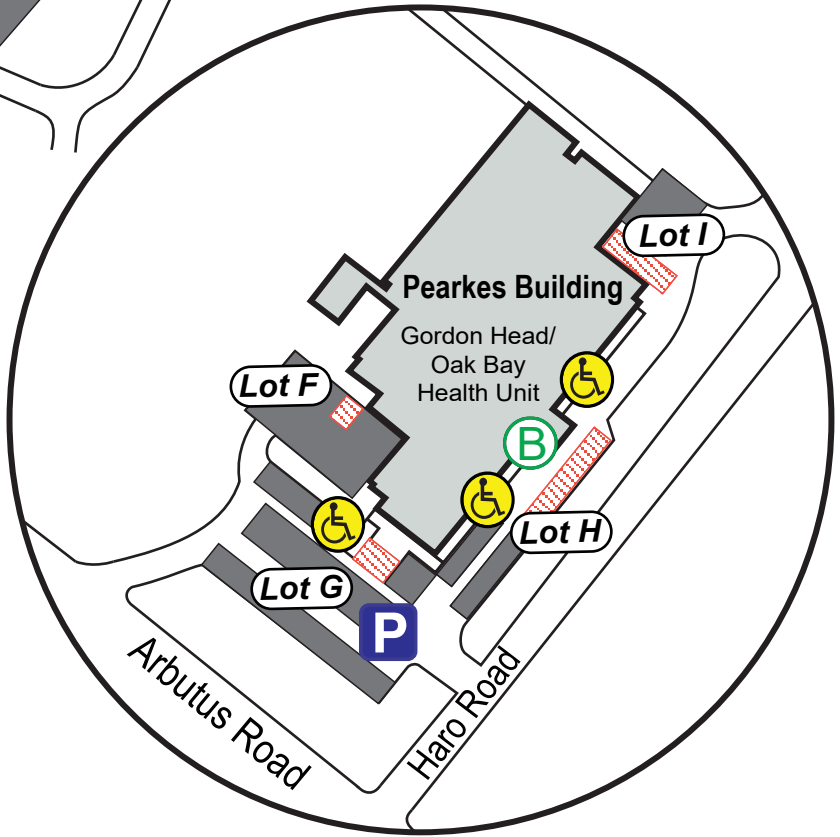 Lot I
Pearkes Building
Gordon Head/
Oak Bay
Health Unit
Lot F
B
Lot H
Lot G
P
Arbutus Road
Haro Road